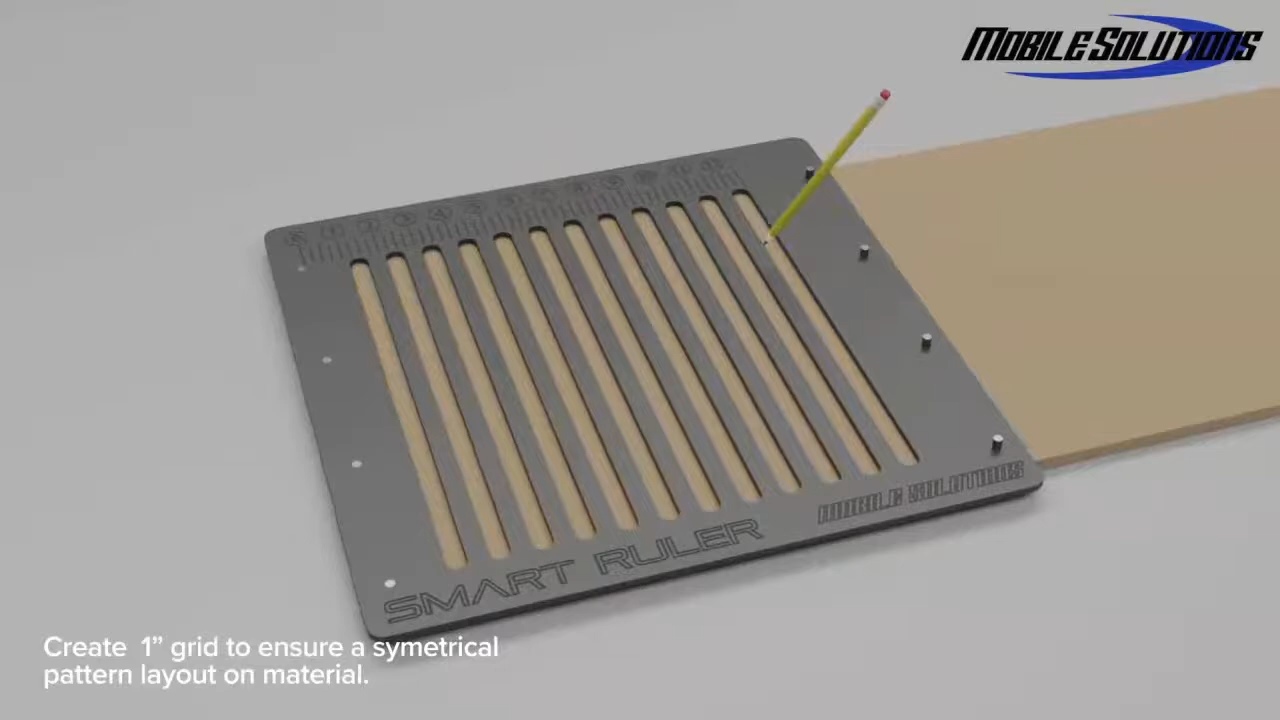 MOBILE SOLUTIONS
SMART RULER
MOBILE SOLUTIONS
Create 1” grid to ensure a symetrical
pattern layout on material.